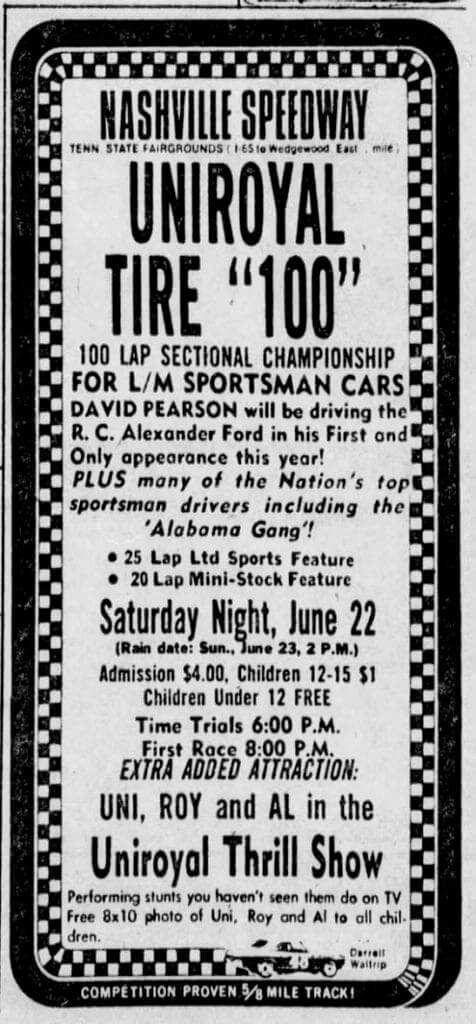 NASHVILLE SPEEDWAY
TENN STATE FAIRGROUNDS ( I-65 to Wedgewood, East mile)
UNIROYAL
TIRE "100"
100 LAP SECTIONAL CHAMPIONSHIP
FOR L/M SPORTSMAN CARS
DAVID PEARSON will be driving the
R. C. Alexander Ford in his First and
Only appearance this year!
PLUS many of the Nation's top
sportsman drivers including the
'Alabama Gang'!
• 25 Lap Ltd Sports Feature
• 20 Lap Mini-Stock Feature
Saturday Night, June 22
(Rain date: Sun., June 23, 2 P.M.)
Admission $4.00, Children 12-15 $1
Children Under 12 FREE
Time Trials 6:00 P.M.
First Race 8:00 P.M.
EXTRA ADDED ATTRACTION:
UNI, ROY and AL in the
Uniroyal Thrill Show
Performing stunts you haven't seen them do on TV
Free 8x10 photo of Uni, Roy and Al to all chil-
dren.
Darrell
Waltrip
COMPETITION PROVEN 5/8 MILE TRACK!